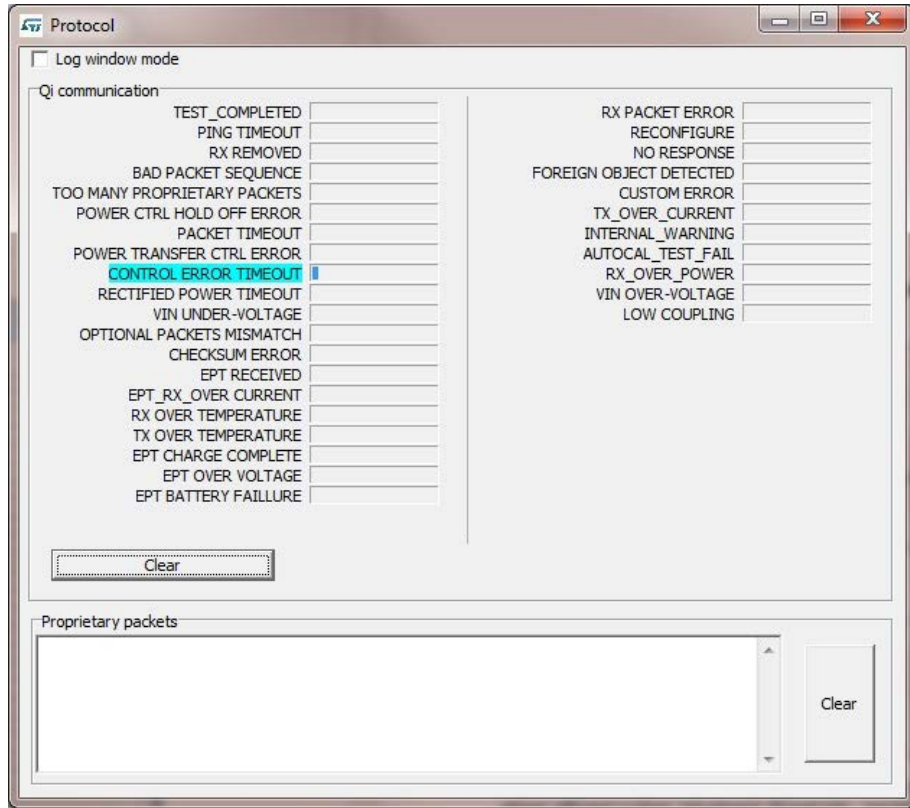 Protocol
Log window mode
Qi communication
TEST_COMPLETED
PING TIMEOUT
RX REMOVED
BAD PACKET SEQUENCE
TOO MANY PROPRIETARY PACKETS
POWER CTRL HOLD OFF ERROR
PACKET TIMEOUT
POWER TRANSFER CTRL ERROR
CONTROL ERROR TIMEOUT
RECTIFIED POWER TIMEOUT
VIN UNDER-VOLTAGE
OPTIONAL PACKETS MISMATCH
CHECKSUM ERROR
EPT RECEIVED
EPT_RX_OVER CURRENT
RX OVER TEMPERATURE
TX OVER TEMPERATURE
EPT CHARGE COMPLETE
EPT OVER VOLTAGE
EPT BATTERY FAILLURE
RX PACKET ERROR
RECONFIGURE
NO RESPONSE
FOREIGN OBJECT DETECTED
CUSTOM ERROR
TX_OVER_CURRENT
INTERNAL_WARNING
AUTOCAL_TEST_FAIL
RX_OVER_POWER
VIN OVER-VOLTAGE
LOW COUPLING
Clear
Proprietary packets
Clear